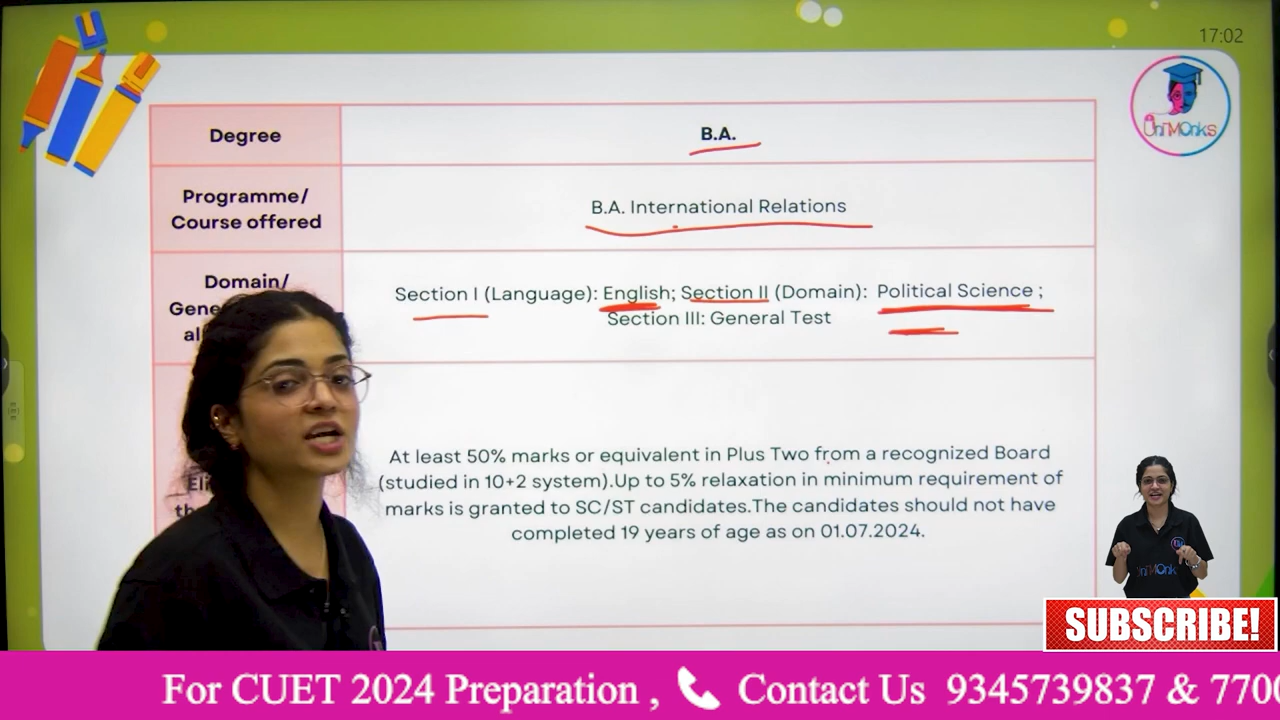 17:02
UniMOnks
Degree
B.A.
Programme/
Course offered
B.A. International Relations
Domain/
Section I (Language): English; Section II (Domain): Political Science ;
Section III: General Test
At least 50% marks or equivalent in Plus Two from a recognized Board
(studied in 10+2 system).Up to 5% relaxation in minimum requirement of
marks is granted to SC/ST candidates.The candidates should not have
completed 19 years of age as on 01.07.2024.
UniMOnks
SUBSCRIBE!
For CUET 2024 Preparation , Contact Us 9345739837 & 7700